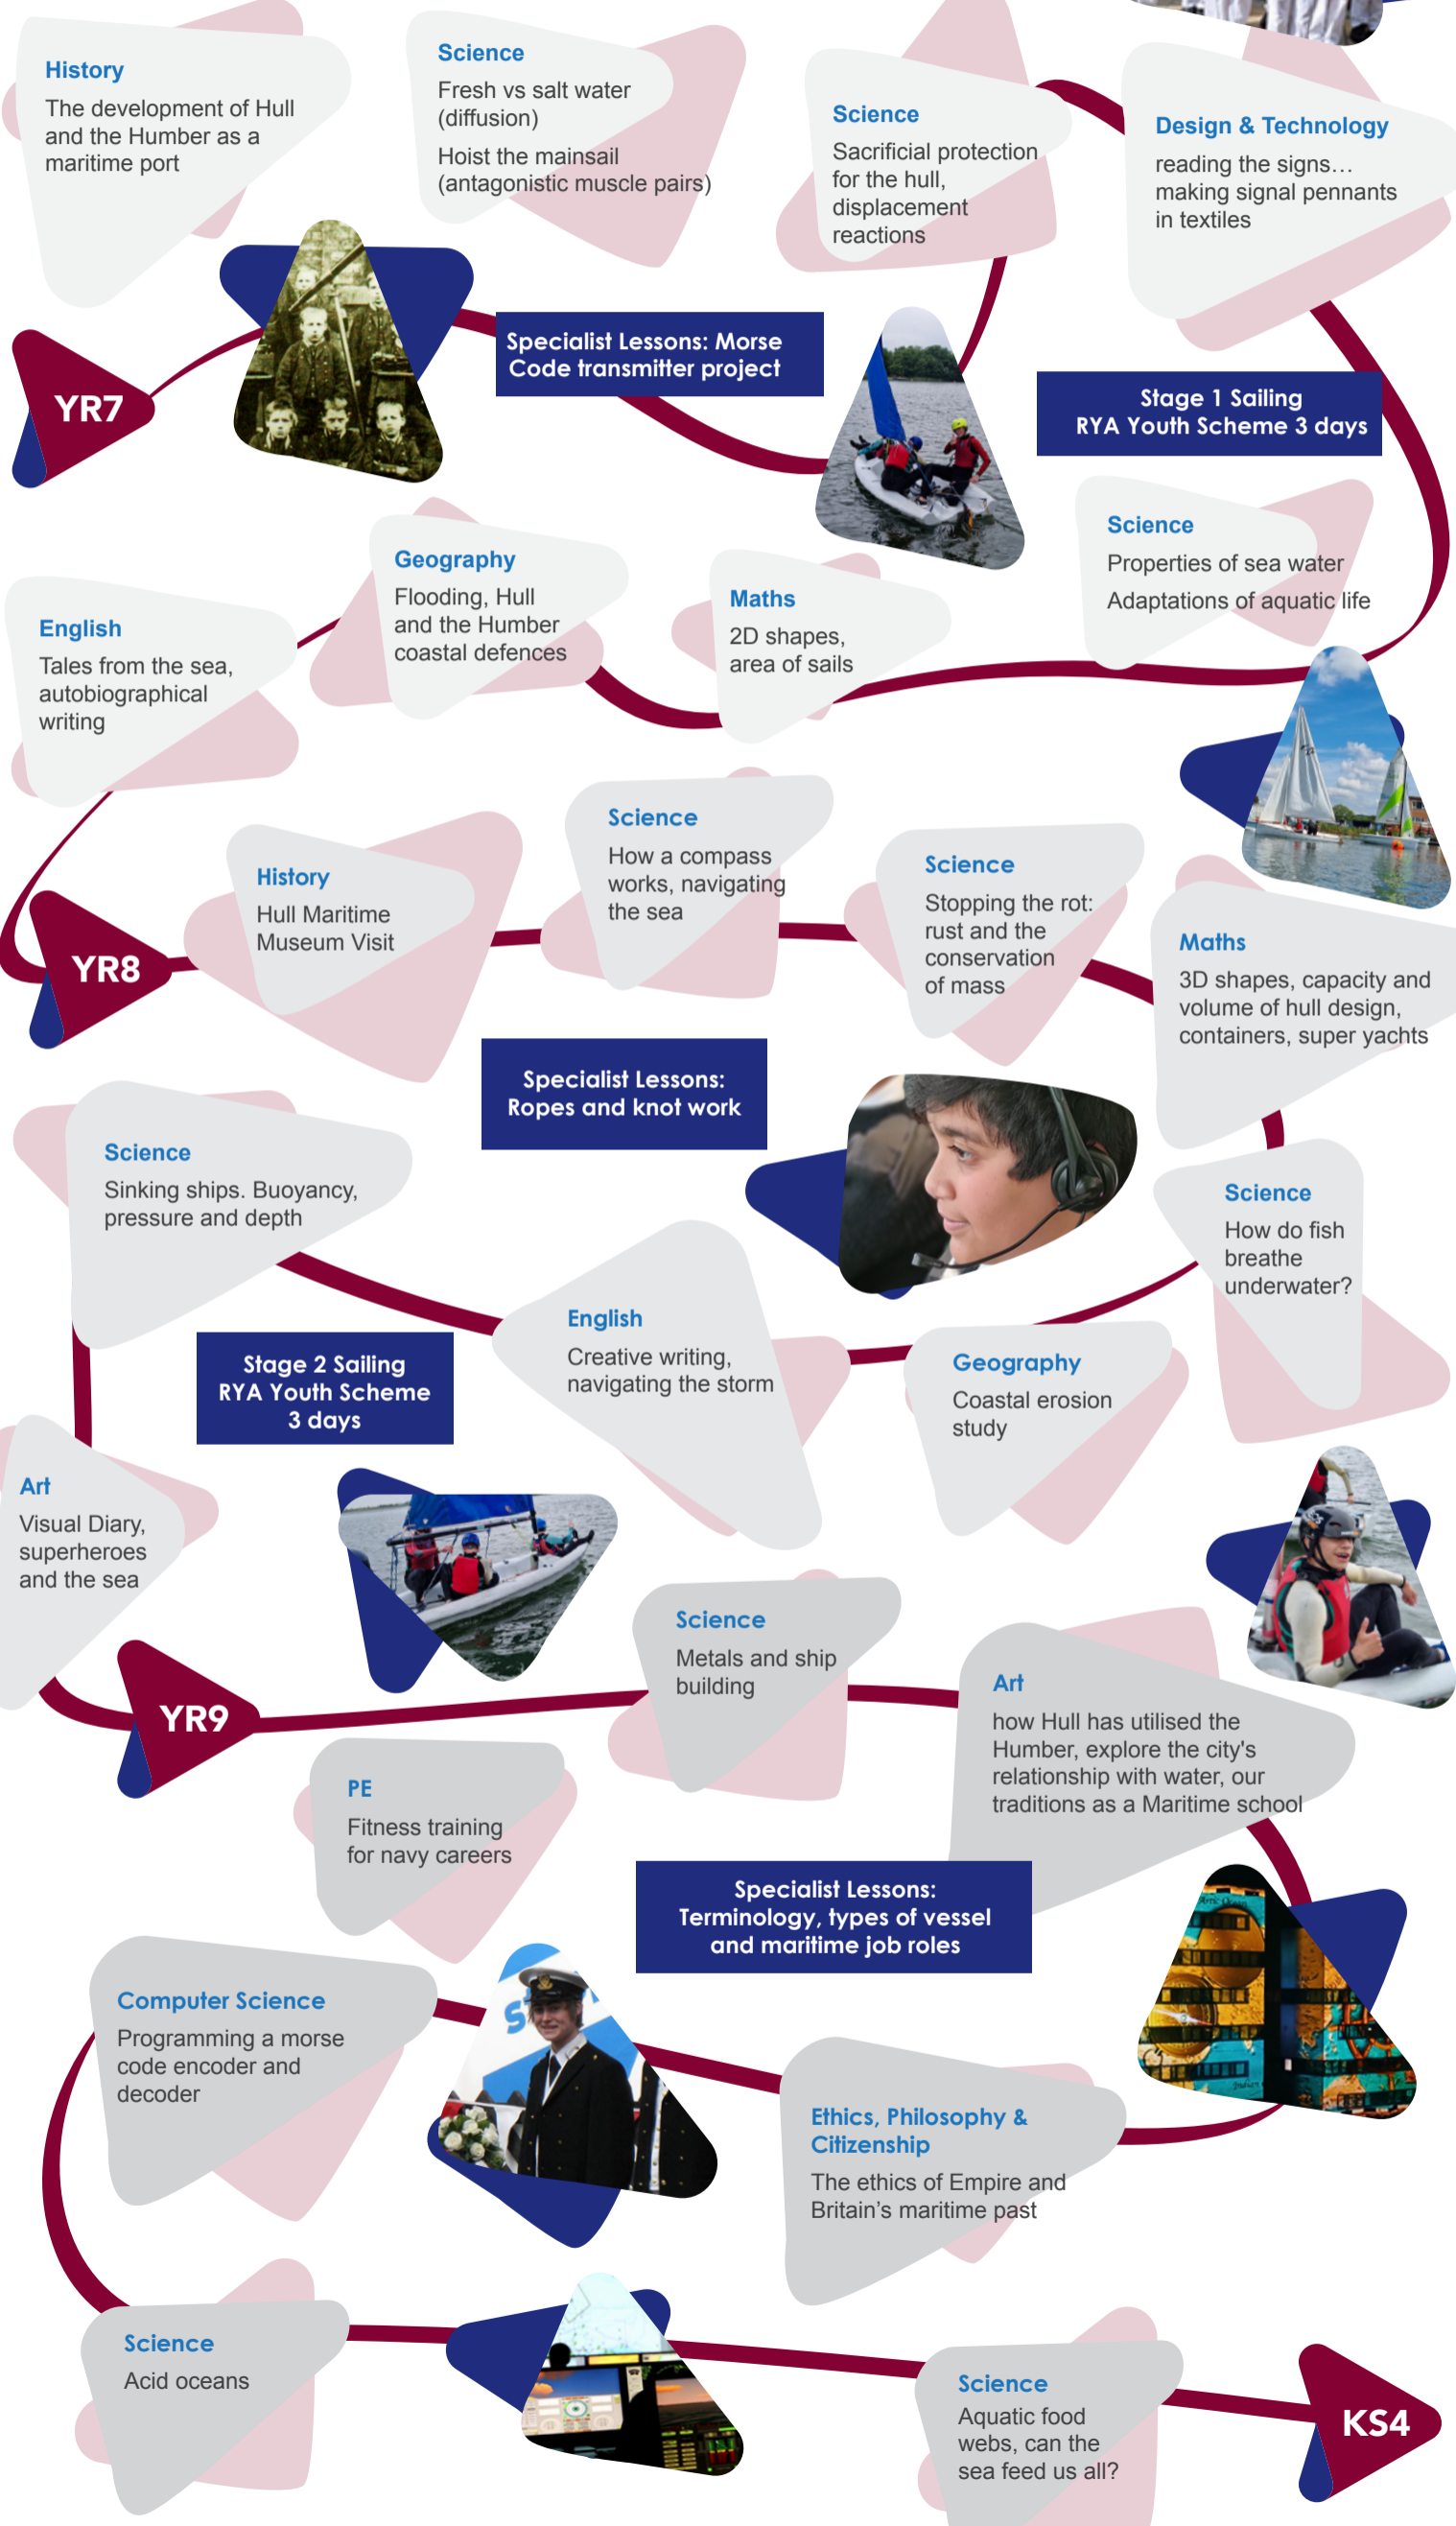 History
The development of Hull
and the Humber as a
maritime port
Science
Fresh vs salt water
(diffusion)
Hoist the mainsail
(antagonistic muscle pairs)
Science
Sacrificial protection
for the hull,
displacement
reactions
Design & Technology
reading the signs…
making signal pennants
in textiles
YR7
Specialist Lessons: Morse
Code transmitter project
Stage 1 Sailing
RYA Youth Scheme 3 days
Science
Properties of sea water
Adaptations of aquatic life
Maths
2D shapes,
area of sails
Geography
Flooding, Hull
and the Humber
coastal defences
English
Tales from the sea,
autobiographical
writing
YR8
History
Hull Maritime
Museum Visit
Science
How a compass
works, navigating
the sea
Science
Stopping the rot:
rust and the
conservation
of mass
Maths
3D shapes, capacity and
volume of hull design,
containers, super yachts
Specialist Lessons:
Ropes and knot work
Science
How do fish
breathe
underwater?
Geography
Coastal erosion
study
English
Creative writing,
navigating the storm
Science
Sinking ships. Buoyancy,
pressure and depth
Stage 2 Sailing
RYA Youth Scheme
3 days
Art
Visual Diary,
superheroes
and the sea
YR9
Science
Metals and ship
building
Art
how Hull has utilised the
Humber, explore the city's
relationship with water, our
traditions as a Maritime school
PE
Fitness training
for navy careers
Specialist Lessons:
Terminology, types of vessel
and maritime job roles
Ethics, Philosophy &
Citizenship
The ethics of Empire and
Britain’s maritime past
Computer Science
Programming a morse
code encoder and
decoder
Science
Acid oceans
Science
Aquatic food
webs, can the
sea feed us all?
KS4